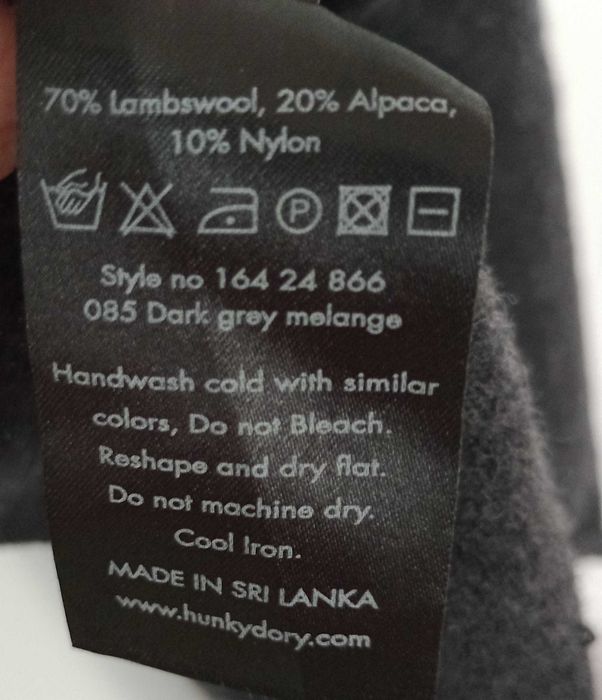 70% Lambswool, 20% Alpaca,
10% Nylon
P
Style no 164 24 866
085 Dark grey melange
Handwash cold with similar
colors, Do not Bleach.
Reshape and dry flat.
Do not machine dry.
Cool Iron.
MADE IN SRI LANKA
www.hunkydory.com